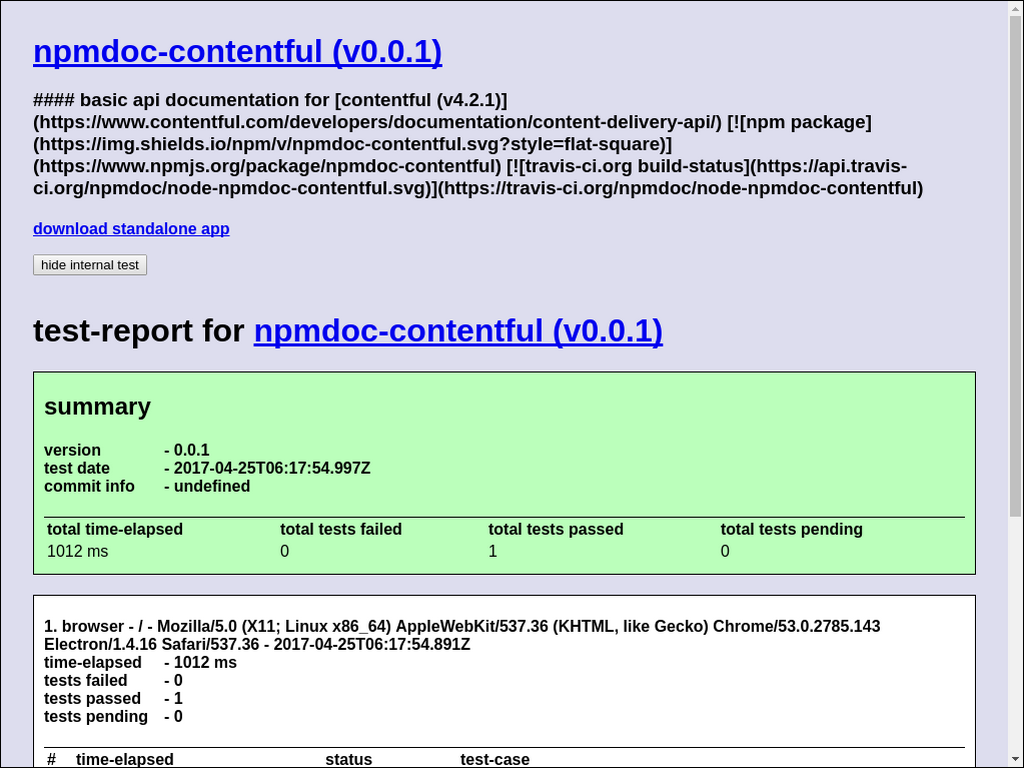 npmdoc-contentful (v0.0.1)
#### basic api documentation for [contentful (v4.2.1)]
(https://www.contentful.com/developers/documentation/content-delivery-api/) [![npm package]
(https://img.shields.io/npm/v/npmdoc-contentful.svg?style=flat-square)]
(https://www.npmjs.org/package/npmdoc-contentful) [![travis-ci.org build-status](https://api.travis-
ci.org/npmdoc/node-npmdoc-contentful.svg)](https://travis-ci.org/npmdoc/node-npmdoc-contentful)
download standalone app
hide internal test
test-report for npmdoc-contentful (v0.0.1)
summary
version - 0.0.1
test date - 2017-04-25T06:17:54.997Z
commit info - undefined
total time-elapsed total tests failed total tests passed total tests pending
1012 ms 0 1 0
1. browser - / - Mozilla/5.0 (X11; Linux x86_64) AppleWebKit/537.36 (KHTML, like Gecko) Chrome/53.0.2785.143
Electron/1.4.16 Safari/537.36 - 2017-04-25T06:17:54.891Z
time-elapsed - 1012 ms
tests failed - 0
tests passed - 1
tests pending - 0
# time-elapsed status test-case